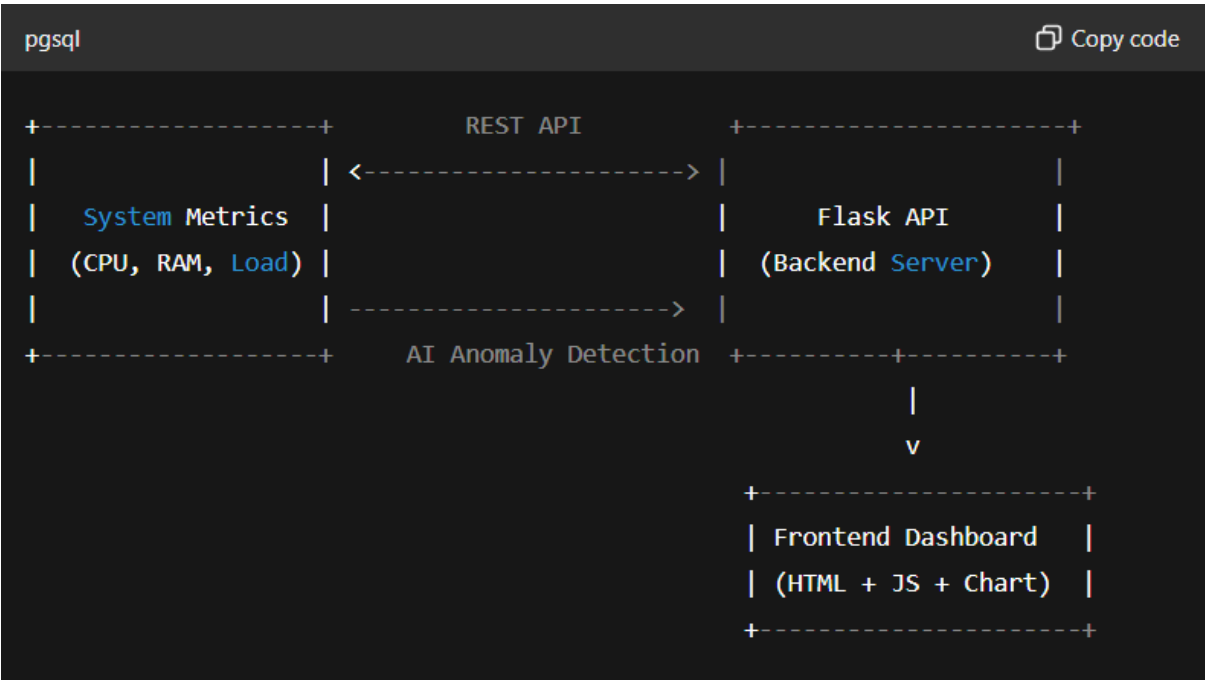 pgsql Copy code
+-------------------+         REST API          +----------------------+
|                   | <----------------------> |                      |
|   System Metrics  |                          |      Flask API       |
|  (CPU, RAM, Load) |                          |  (Backend Server)    |
|                   | ----------------------> |                      |
+-------------------+     AI Anomaly Detection  +----------+----------+
|
v
+----------------------+
| Frontend Dashboard   |
| (HTML + JS + Chart)  |
+----------------------+